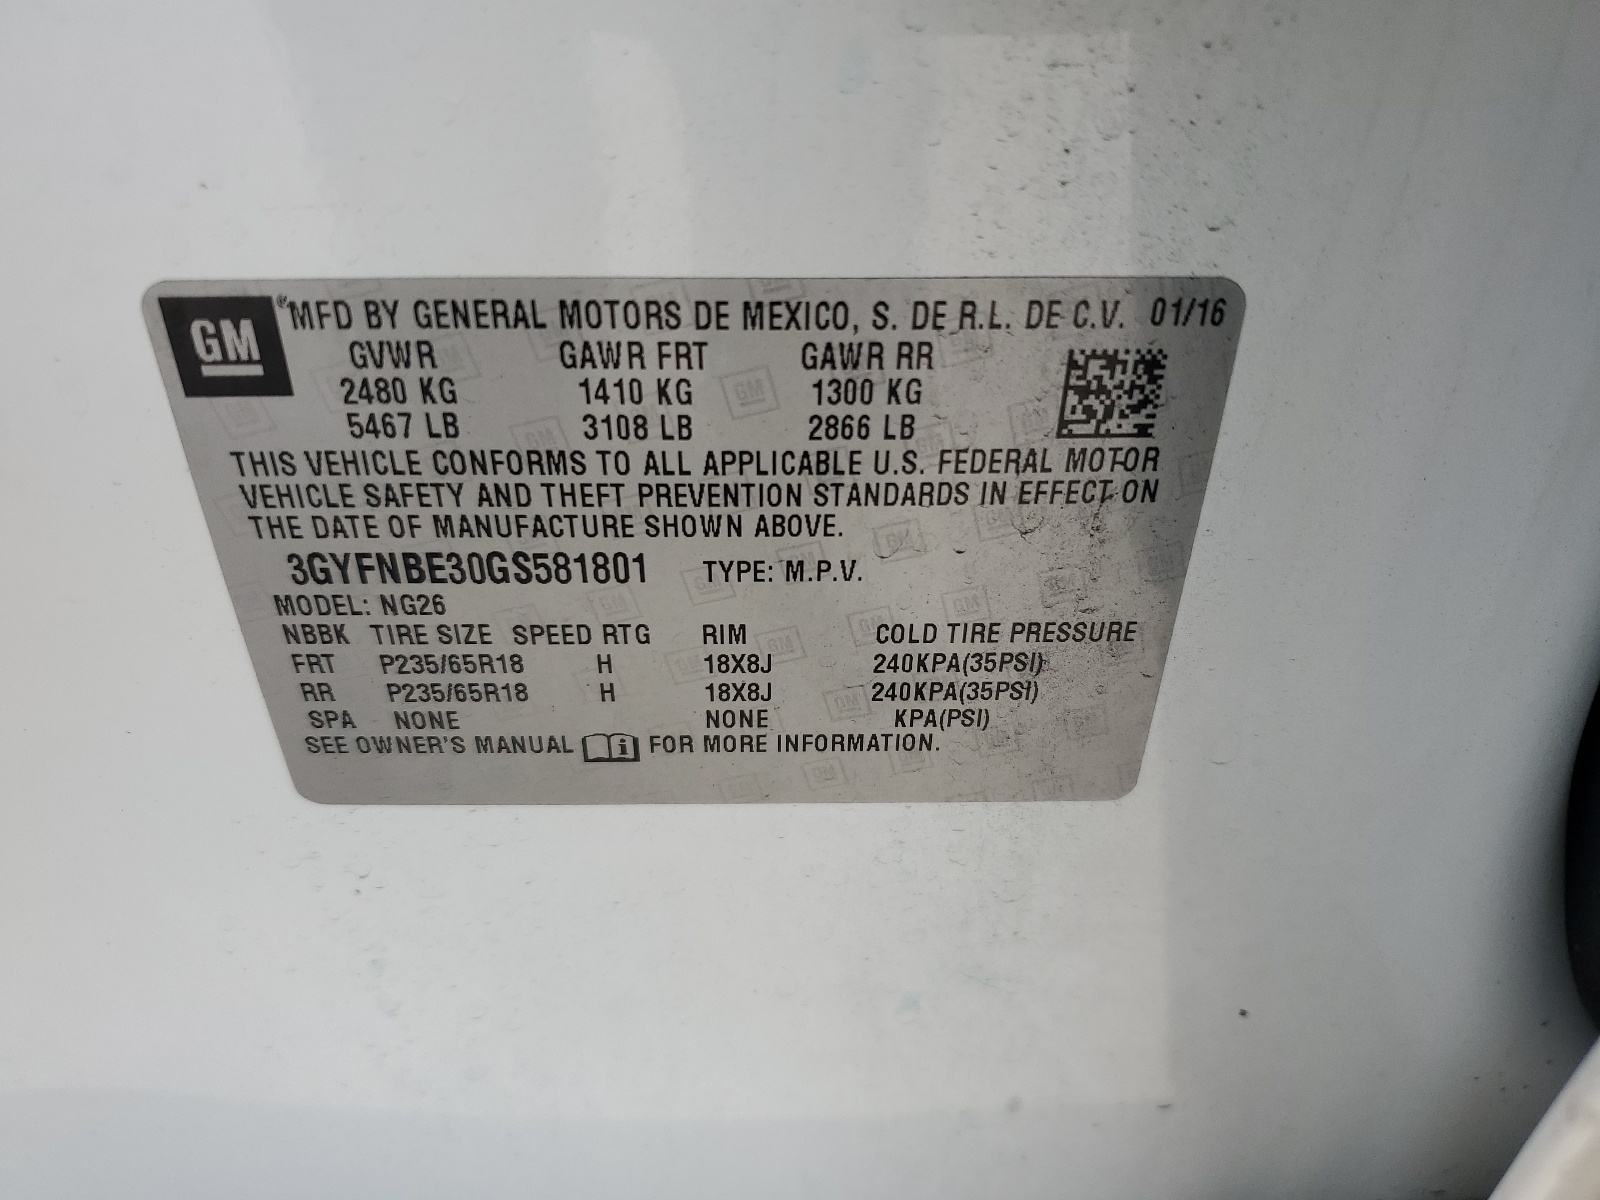 GM ®MFD BY GENERAL MOTORS DE MEXICO, S. DE R.L. DE C.V. 01/16
GVWR GAWR FRT GAWR RR
2480 KG 1410 KG 1300 KG
5467 LB 3108 LB 2866 LB
THIS VEHICLE CONFORMS TO ALL APPLICABLE U.S. FEDERAL MOTOR
VEHICLE SAFETY AND THEFT PREVENTION STANDARDS IN EFFECT ON
THE DATE OF MANUFACTURE SHOWN ABOVE.
3GYFNBE30GS581801 TYPE: M.P.V.
MODEL: NG26
NBBK TIRE SIZE SPEED RTG RIM COLD TIRE PRESSURE
FRT P235/65R18 H 18X8J 240KPA(35PSI)
RR P235/65R18 H 18X8J 240KPA(35PSI)
SPA NONE NONE KPA(PSI)
SEE OWNER'S MANUAL i FOR MORE INFORMATION.